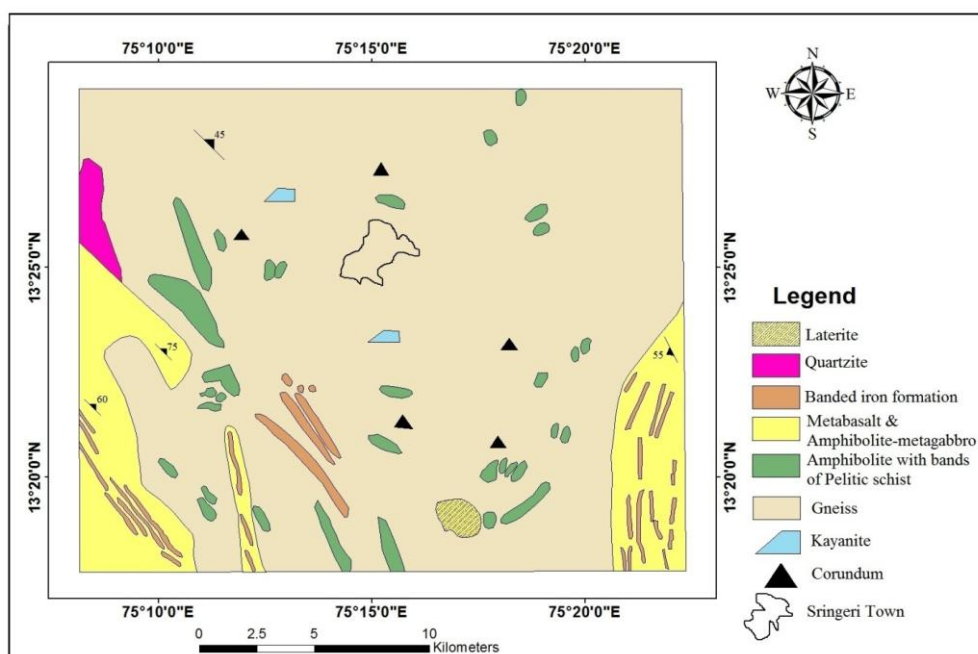 75°10'0"E 75°15'0"E 75°20'0"E
N
W E
S
45
13°25'0"N 13°25'0"N
75
55
60
13°20'0"N 13°20'0"N
75°10'0"E 75°15'0"E 75°20'0"E
0 2.5 5 10
Kilometers
Legend
Laterite
Quartzite
Banded iron formation
Metabasalt &
Amphibolite-metagabbro
Amphibolite with bands
of Pelitic schist
Gneiss
Kayanite
Corundum
Sringeri Town